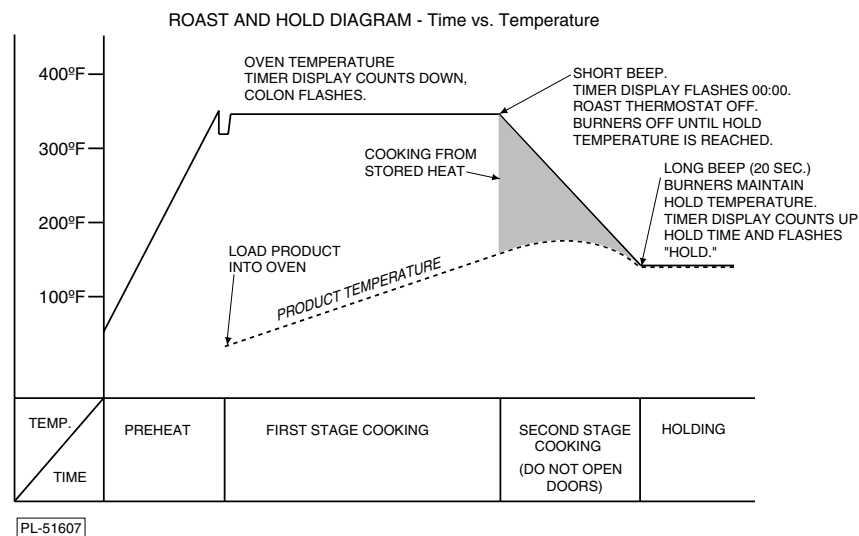 ROAST AND HOLD DIAGRAM - Time vs. Temperature
400ºF
300ºF
200ºF
100ºF
OVEN TEMPERATURE
TIMER DISPLAY COUNTS DOWN,
COLON FLASHES.
SHORT BEEP.
TIMER DISPLAY FLASHES 00:00.
ROAST THERMOSTAT OFF.
BURNERS OFF UNTIL HOLD
TEMPERATURE IS REACHED.
COOKING FROM
STORED HEAT
LONG BEEP (20 SEC.)
BURNERS MAINTAIN
HOLD TEMPERATURE.
TIMER DISPLAY COUNTS UP
HOLD TIME AND FLASHES
"HOLD."
LOAD PRODUCT
INTO OVEN
PRODUCT TEMPERATURE
TEMP.
TIME
PREHEAT
FIRST STAGE COOKING
SECOND STAGE
COOKING
(DO NOT OPEN
DOORS)
HOLDING
PL-51607